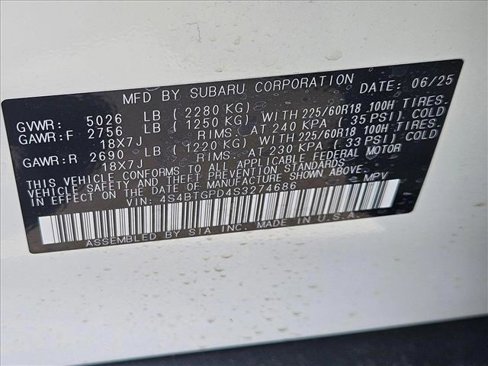 MFD BY SUBARU CORPORATION DATE: 06/25
GVWR: 5026 LB (2280 KG)
GAWR:F 2756 LB (1250 KG) WITH 225/60R18 100H TIRES.
18X7J RIMS. AT 240 KPA (35 PSI) COLD
GAWR:R 2690 LB (1220 KG) WITH 225/60R18 100H TIRES.
18X7J RIMS. AT 230 KPA (33 PSI) COLD
THIS VEHICLE CONFORMS TO ALL APPLICABLE FEDERAL MOTOR
VEHICLE SAFETY AND BUMPER STANDARDS IN EFFECT ON THE
DATE OF MANUFACTURE SHOWN ABOVE.
VIN: 4S4BTGPD4S3274686 MPV
ASSEMBLED BY SIA INC. MADE IN U.S.A.